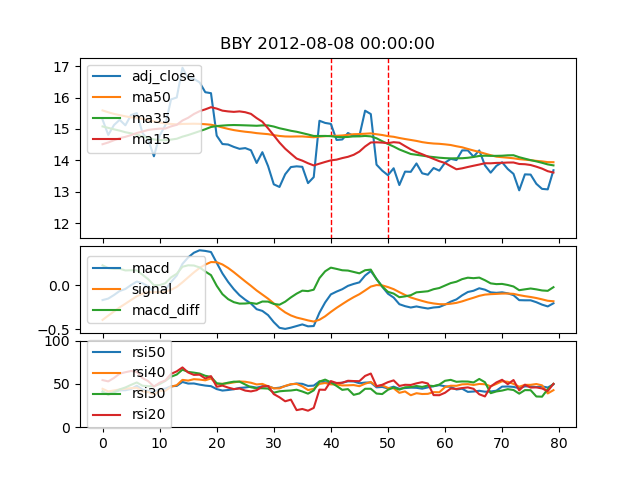 BBY 2012-08-08 00:00:00
17
16
15
14
13
12
adj_close
ma50
ma35
ma15
0.0
−0.5
macd
signal
macd_diff
100
50
0
rsi50
rsi40
rsi30
rsi20
0 10 20 30 40 50 60 70 80